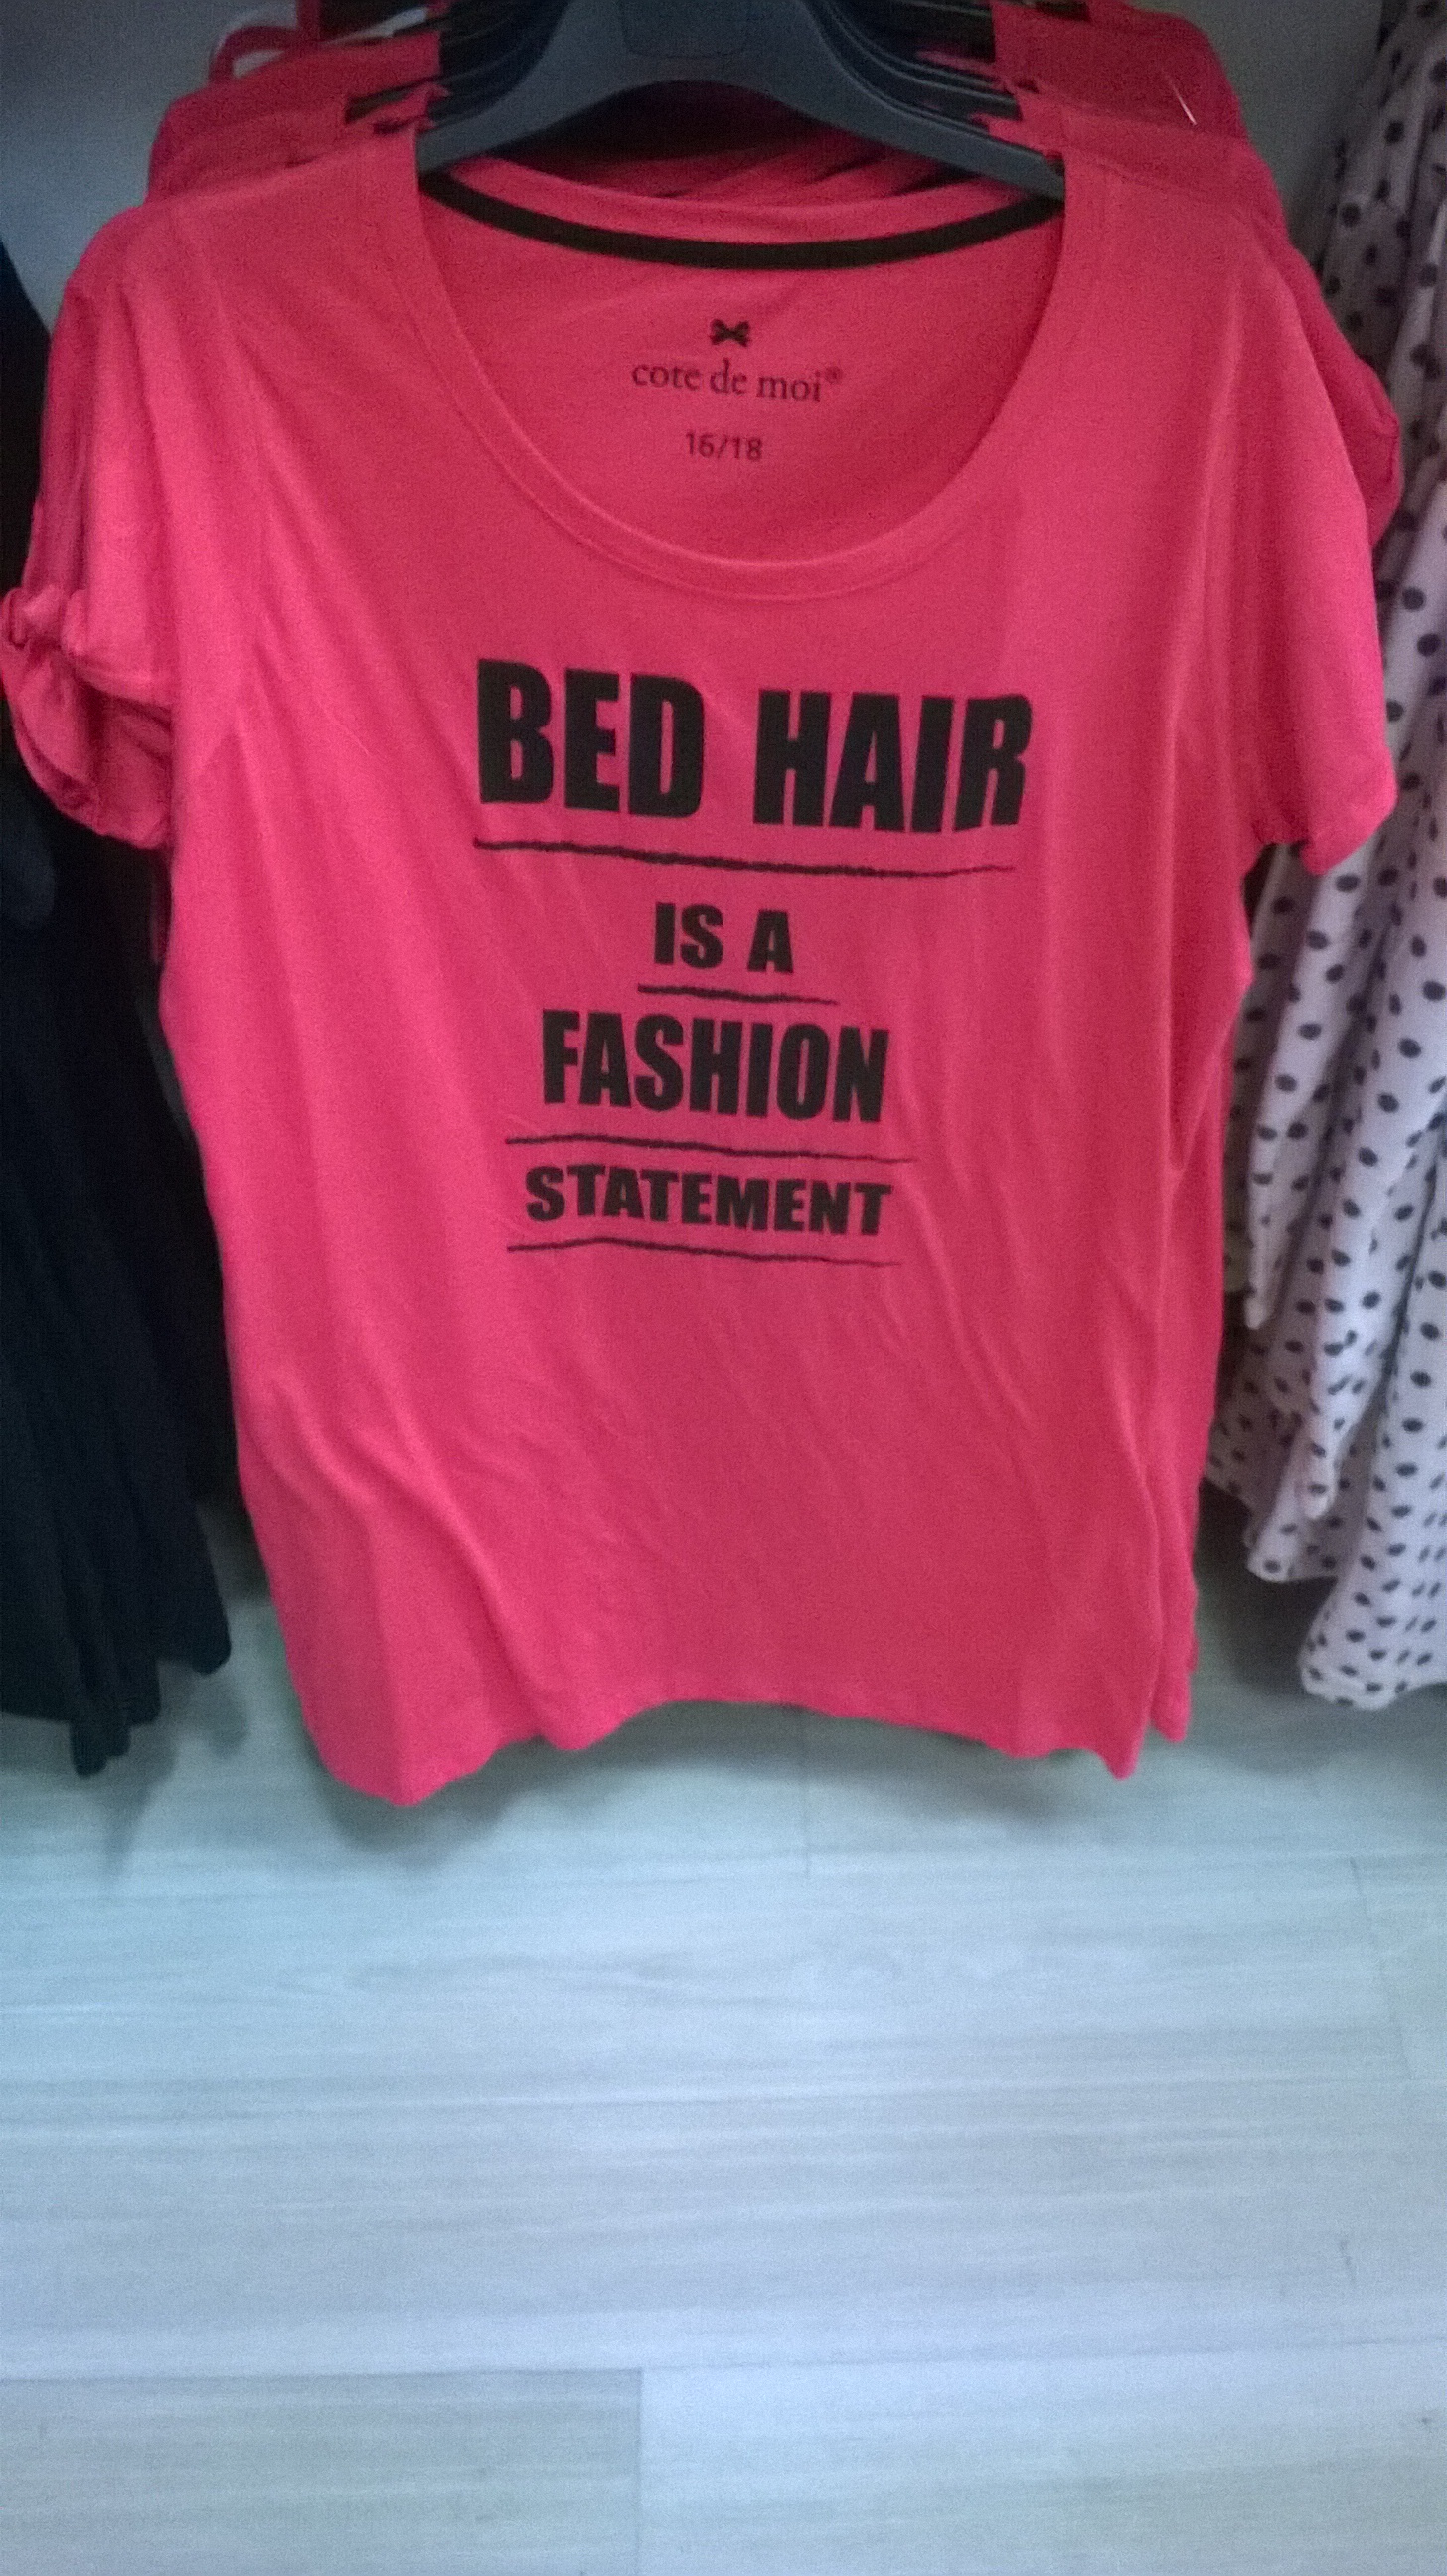 cote de moi®
16/18
BED HAIR
IS A
FASHION
STATEMENT